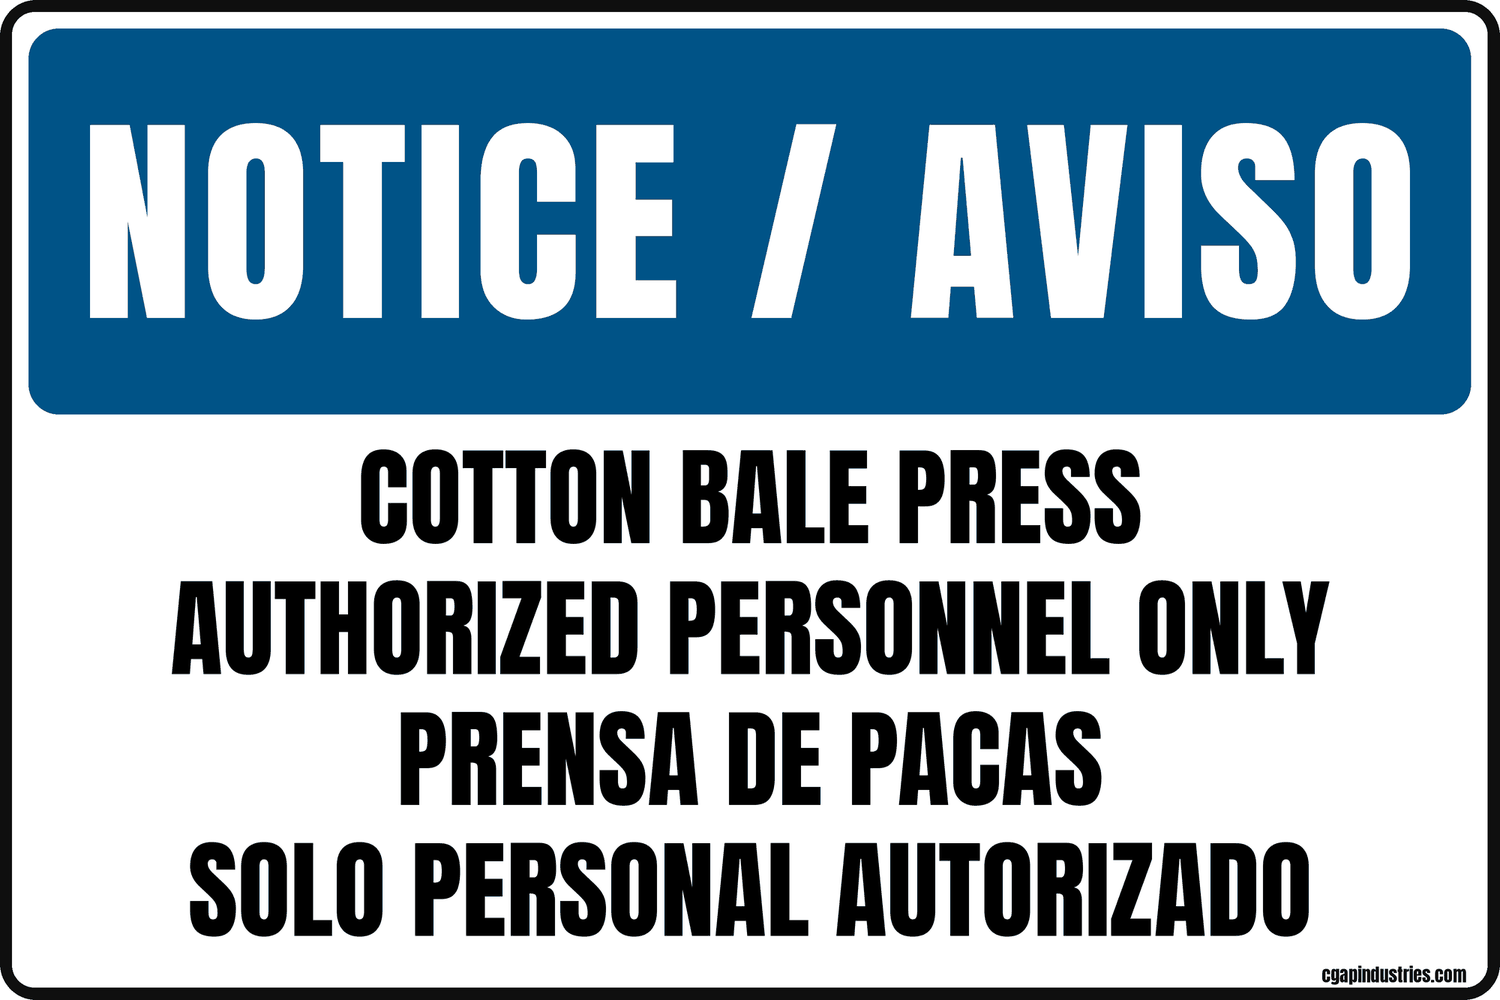 NOTICE / AVISO
COTTON BALE PRESS
AUTHORIZED PERSONNEL ONLY
PRENSA DE PACAS
SOLO PERSONAL AUTORIZADO
cgapindustries.com